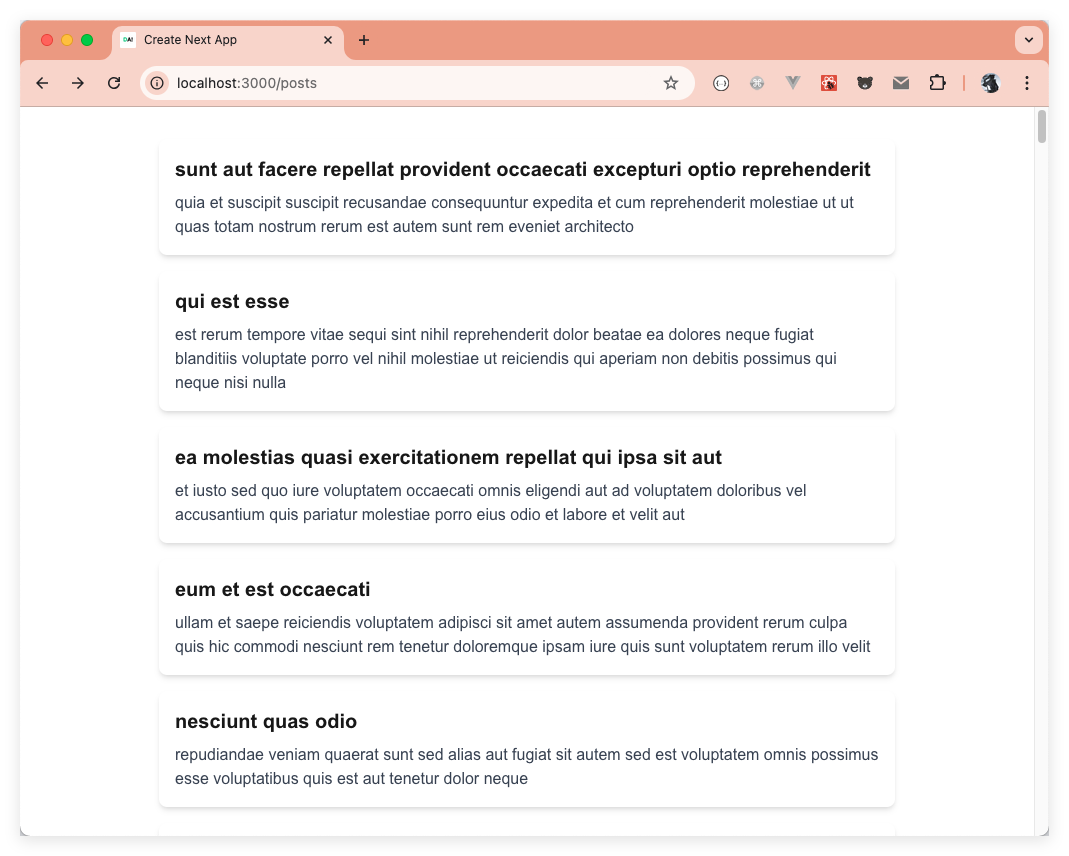 DA!
Create Next App
localhost:3000/posts
sunt aut facere repellat provident occaecati excepturi optio reprehenderit
quia et suscipit suscipit recusandae consequuntur expedita et cum reprehenderit molestiae ut ut
quas totam nostrum rerum est autem sunt rem eveniet architecto
qui est esse
est rerum tempore vitae sequi sint nihil reprehenderit dolor beatae ea dolores neque fugiat
blanditiis voluptate porro vel nihil molestiae ut reiciendis qui aperiam non debitis possimus qui
neque nisi nulla
ea molestias quasi exercitationem repellat qui ipsa sit aut
et iusto sed quo iure voluptatem occaecati omnis eligendi aut ad voluptatem doloribus vel
accusantium quis pariatur molestiae porro eius odio et labore et velit aut
eum et est occaecati
ullam et saepe reiciendis voluptatem adipisci sit amet autem assumenda provident rerum culpa
quis hic commodi nesciunt rem tenetur doloremque ipsam iure quis sunt voluptatem rerum illo velit
nesciunt quas odio
repudiandae veniam quaerat sunt sed alias aut fugiat sit autem sed est voluptatem omnis possimus
esse voluptatibus quis est aut tenetur dolor neque